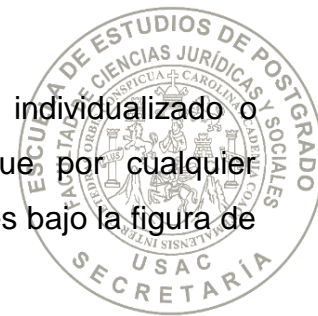 individualizado o
ue por cualquier
s bajo la figura de
ESCUELA DE ESTUDIOS DE POSTGRADO
FACULTAD DE CIENCIAS JURÍDICAS Y SOCIALES
USAC
SECRETARÍA